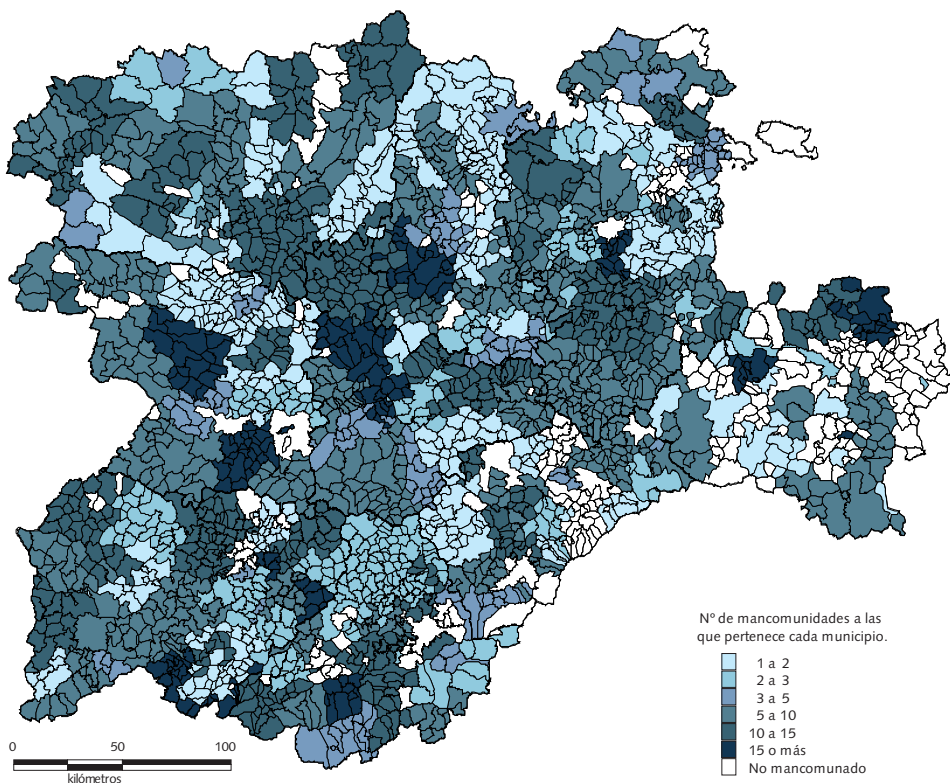 Nº de mancomunidades a las
que pertenece cada municipio.
1 a 2
2 a 3
3 a 5
5 a 10
10 a 15
15 o más
No mancomunado
0 50 100
kilómetros